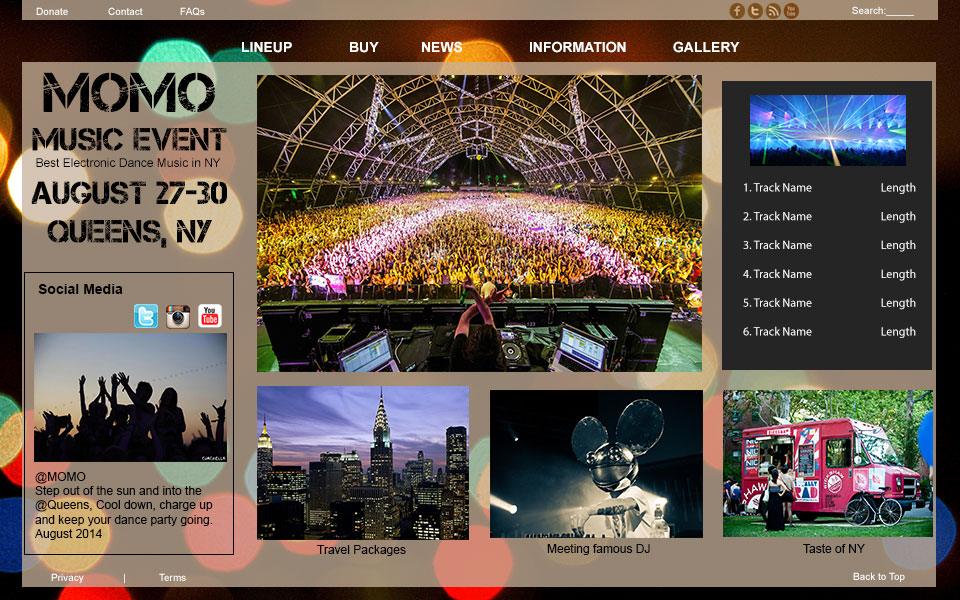 Donate Contact FAQs Search:_____
LINEUP BUY NEWS INFORMATION GALLERY
MOMO
MUSIC EVENT
Best Electronic Dance Music in NY
AUGUST 27-30
QUEENS, NY
Social Media
You
Tube
COACHELLA
@MOMO
Step out of the sun and into the
@Queens, Cool down, charge up
and keep your dance party going.
August 2014
1. Track Name Length
2. Track Name Length
3. Track Name Length
4. Track Name Length
5. Track Name Length
6. Track Name Length
Travel Packages
Meeting famous DJ
Taste of NY
Privacy | Terms
Back to Top